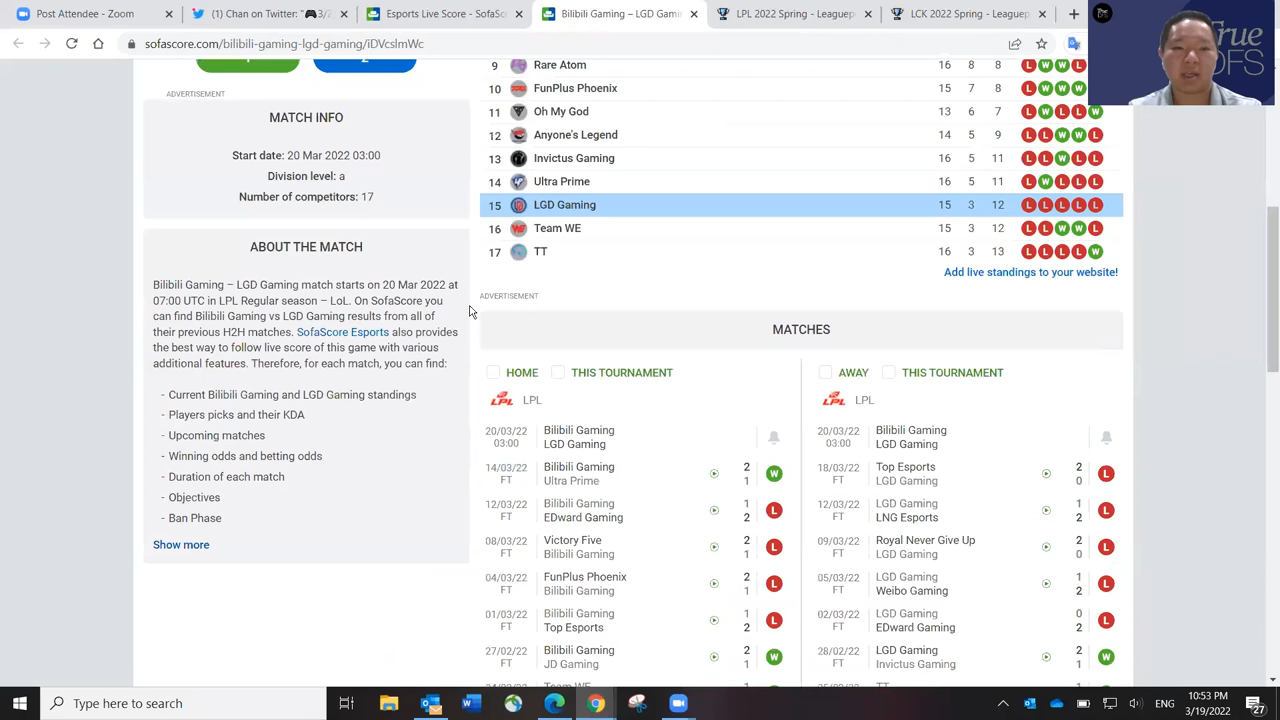 Zoom Account
Tweet / Twitter
Esports Live Score - SofaSc
Bilibili Gaming - LGD Gam
LPL 2022 Spring - Leaguep
LCK 2022 Spring - Leaguep
sofascore.com/bilibili-gaming-lgd-gaming/iDVcslmWc
True
DFS
1
2
ADVERTISEMENT
MATCH INFO
Start date: 20 Mar 2022 03:00
Division level: a
Number of competitors: 17
ABOUT THE MATCH
Bilibili Gaming – LGD Gaming match starts on 20 Mar 2022 at
07:00 UTC in LPL Regular season – LoL. On SofaScore you
can find Bilibili Gaming vs LGD Gaming results from all of
their previous H2H matches. SofaScore Esports also provides
the best way to follow live score of this game with various
additional features. Therefore, for each match, you can find:
- Current Bilibili Gaming and LGD Gaming standings
- Players picks and their KDA
- Upcoming matches
- Winning odds and betting odds
- Duration of each match
- Objectives
- Ban Phase
Show more
9 Rare Atom 16 8 8 L W W L
10 FunPlus Phoenix 15 7 8 L W W W
11 Oh My God 13 6 7 L W L L W
12 Anyone's Legend 14 5 9 L L W W L
13 Invictus Gaming 16 5 11 L L W L L
14 Ultra Prime 16 5 11 L W L L L
15 LGD Gaming 15 3 12 L L L L L
16 Team WE 15 3 12 L L W W L
17 TT 16 3 13 L L L L W
Add live standings to your website!
ADVERTISEMENT
MATCHES
HOME THIS TOURNAMENT
LPL LPL
20/03/22 Bilibili Gaming
03:00 LGD Gaming
14/03/22 Bilibili Gaming 2 W
FT Ultra Prime 1
12/03/22 Bilibili Gaming 1 L
FT EDward Gaming 2
08/03/22 Victory Five 2 L
FT Bilibili Gaming 1
04/03/22 FunPlus Phoenix 2 L
FT Bilibili Gaming 1
01/03/22 Bilibili Gaming 1 L
FT Top Esports 2
27/02/22 Bilibili Gaming 2 W
FT JD Gaming 1
Team WE
AWAY THIS TOURNAMENT
LPL LPL
20/03/22 Bilibili Gaming
03:00 LGD Gaming
18/03/22 Top Esports 2 L
FT LGD Gaming 0
12/03/22 LGD Gaming 1 L
FT LNG Esports 2
09/03/22 Royal Never Give Up 2 L
FT LGD Gaming 0
05/03/22 LGD Gaming 1 L
FT Weibo Gaming 2
02/03/22 LGD Gaming 0 L
FT EDward Gaming 2
28/02/22 LGD Gaming 2 W
FT Invictus Gaming 1
TT
Type here to search
ENG
10:53 PM
3/19/2022
27